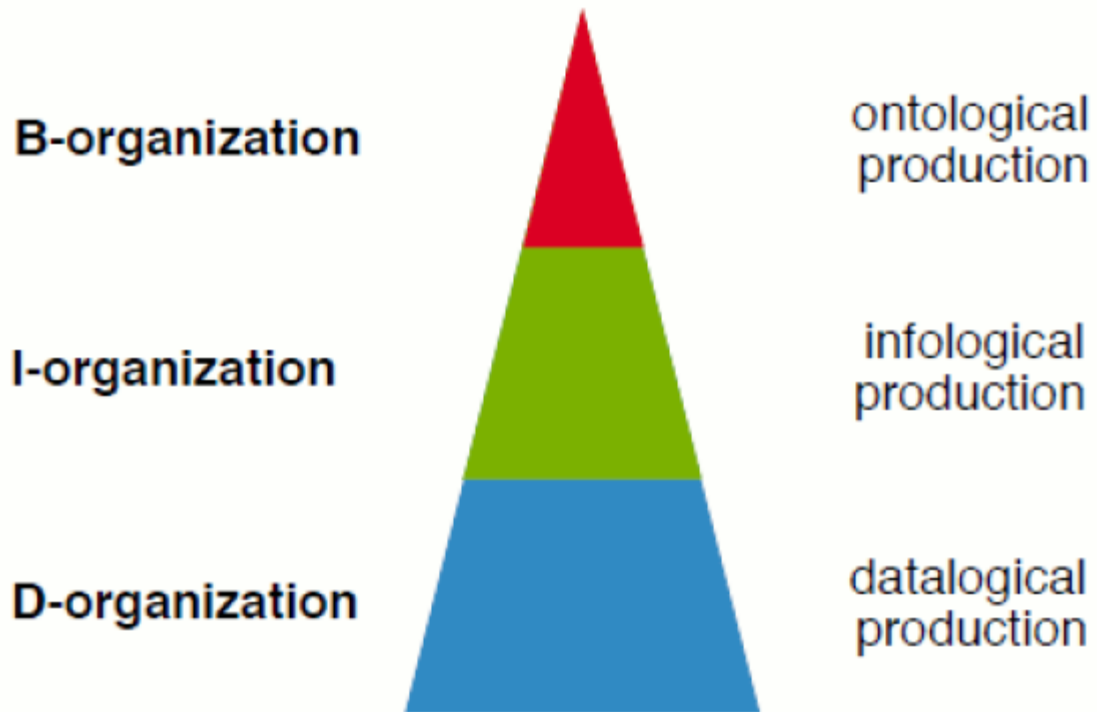 B-organization
ontological
production
I-organization
infological
production
D-organization
datalogical
production